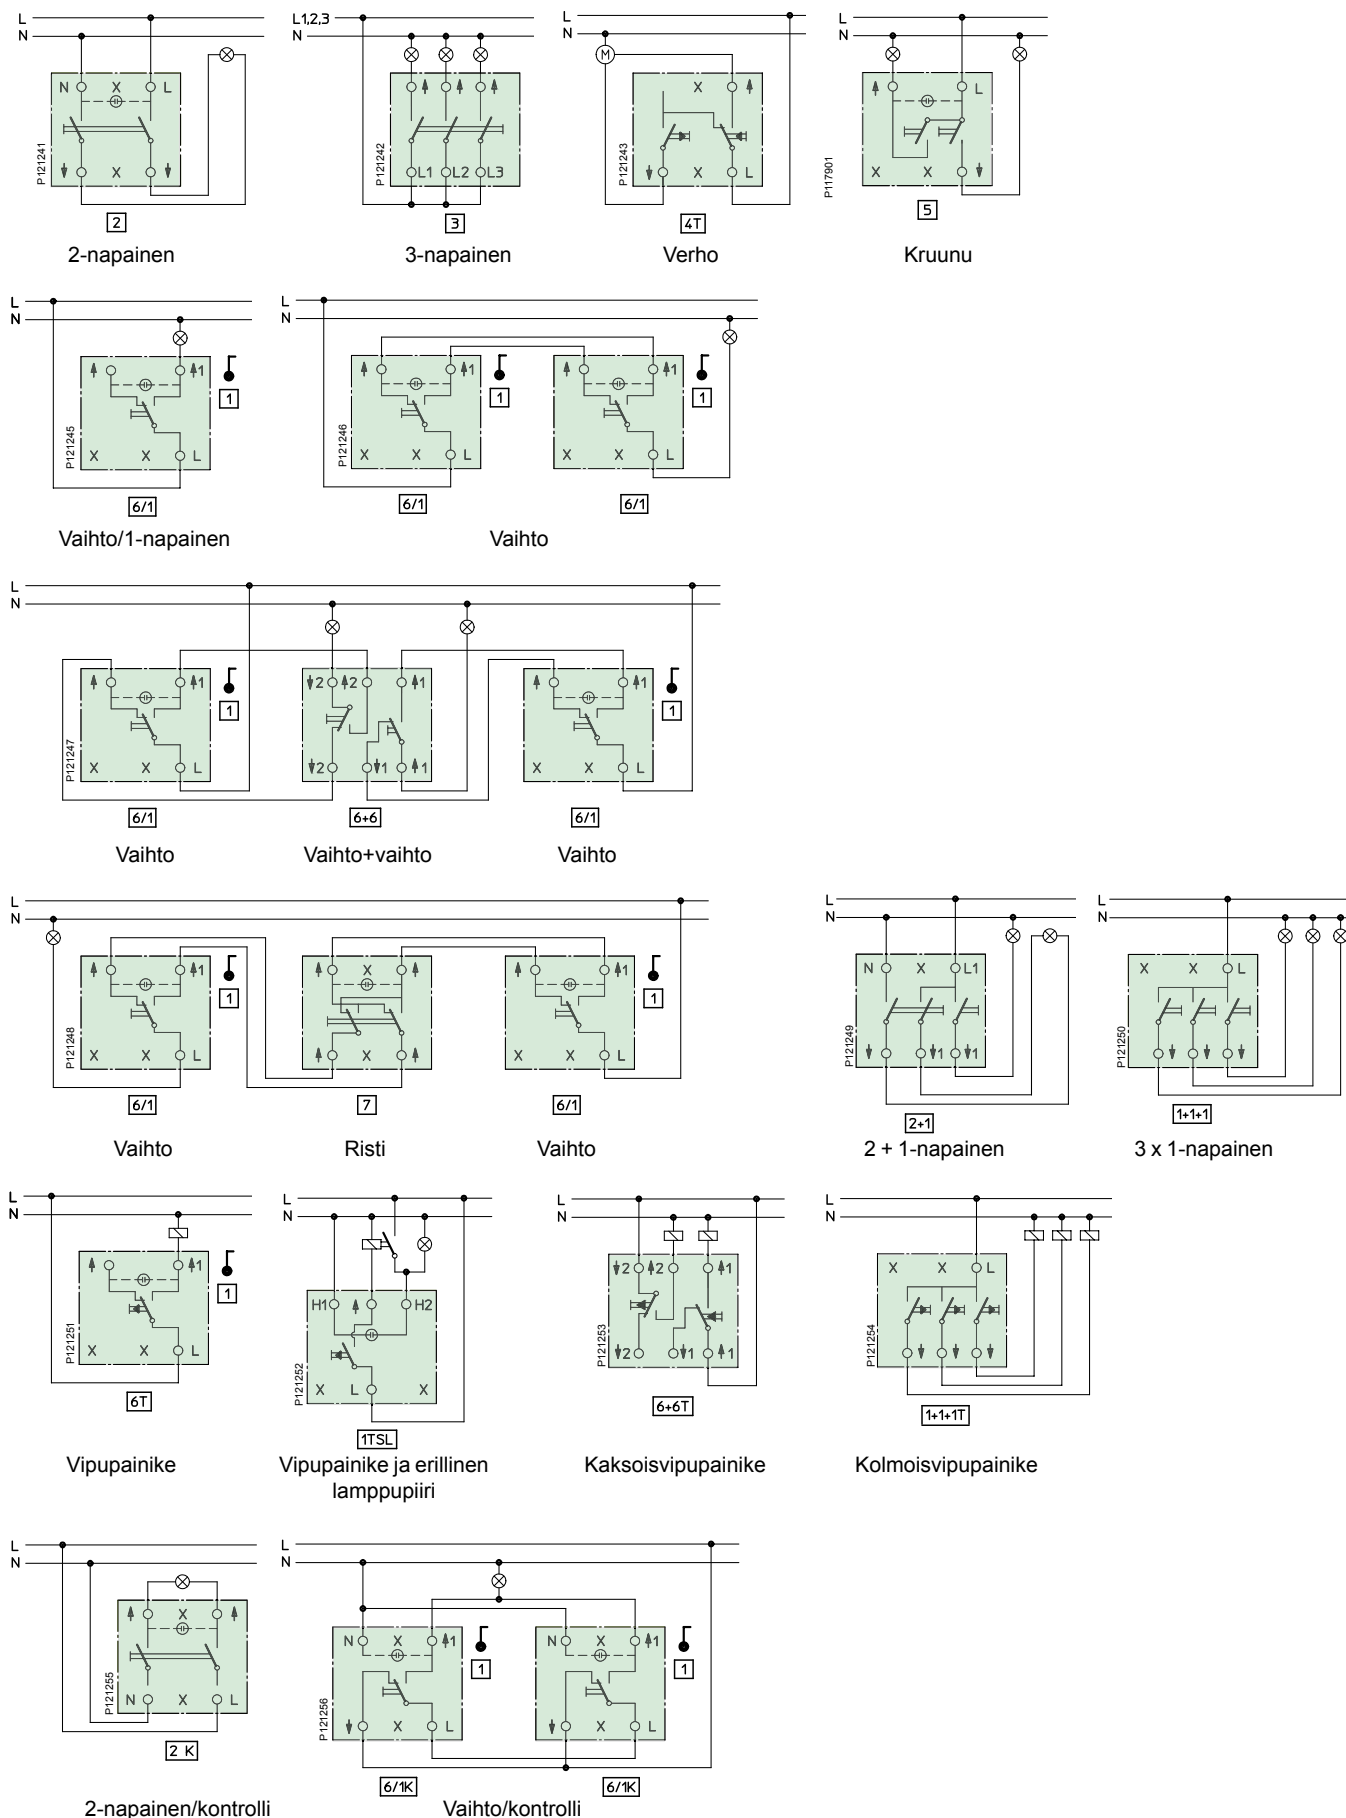 L L1,2,3 L L
N N N N
M
N X L X X
P121241 P121242 P121243 P117901
X L1 L2 L3 X L X X
2 3 4T 5
2-napainen 3-napainen Verho Kruunu
L L
N N
1 1 1
1 1 1
P121245 P121246
X X L X X L X X L
6/1 6/1 6/1
Vaihto/1-napainen Vaihto
L
N
1 2 2 1 1
1 1
P121247
X X L 2 1 1 X X L
6/1 6+6 6/1
Vaihto Vaihto+vaihto Vaihto
L L L
N N N
1 X 1 N X L1 X X L
1 1
P121248 P121249 P121250
X X L X X X L 1 1
6/1 7 6/1 2+1 1+1+1
Vaihto Risti Vaihto 2 + 1-napainen 3 x 1-napainen
L L L L
N N N N
1 H1 H2 2 2 1 X X L
1
P121251 P121252 P121253 P121254
X X L X L X 2 1 1
6T 1TSL 6+6T 1+1+1T
Vipupainike Vipupainike ja erillinen Kaksoisvipupainike Kolmoisvipupainike
lamppupiiri
L L
N N
X N X 1 N X 1
1 1
P121255 P121256
N X L X L X L
2 K 6/1K 6/1K
2-napainen/kontrolli Vaihto/kontrolli